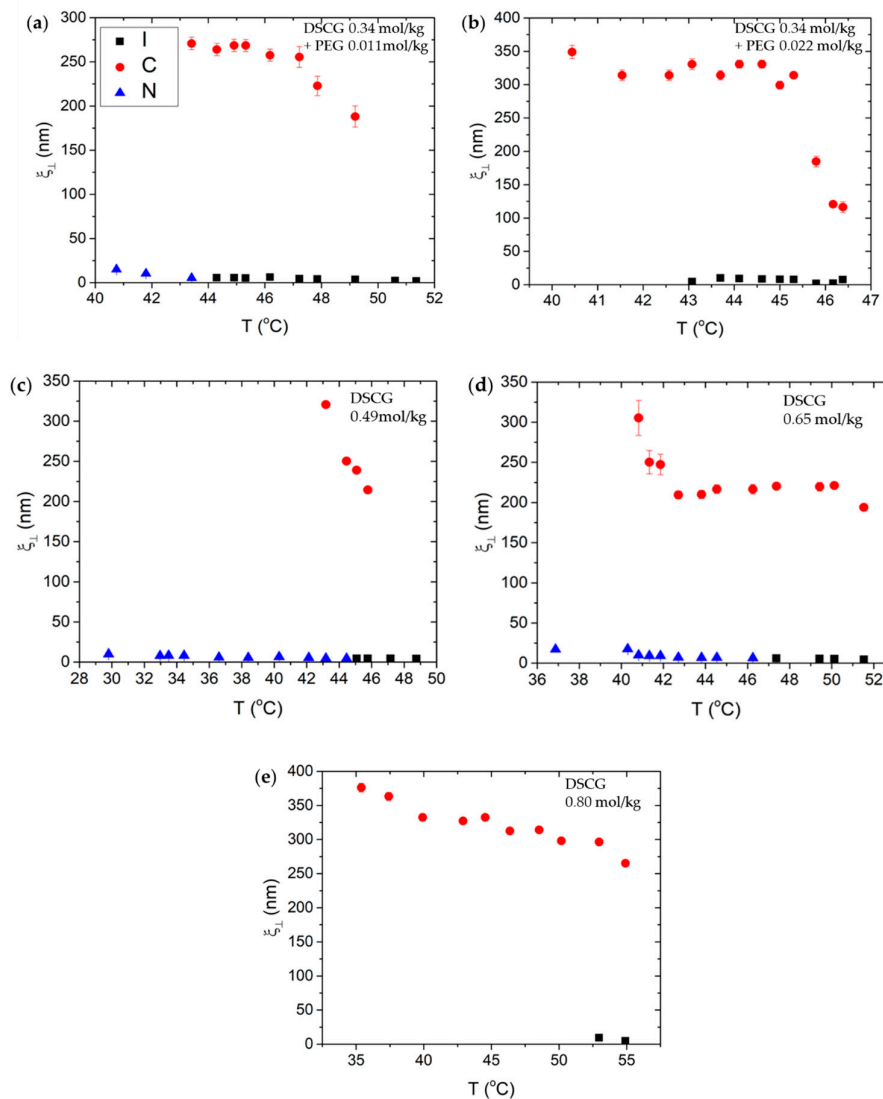 (a)
I
C
N
DSCG 0.34 mol/kg
+ PEG 0.011mol/kg
300
250
200
150
100
50
0
ξ⊥ (nm)
40 42 44 46 48 50 52
T (°C)
(b)
DSCG 0.34 mol/kg
+ PEG 0.022 mol/kg
400
350
300
250
200
150
100
50
0
ξ⊥ (nm)
40 41 42 43 44 45 46 47
T (°C)
(c)
DSCG
0.49mol/kg
350
300
250
200
150
100
50
0
ξ⊥ (nm)
28 30 32 34 36 38 40 42 44 46 48 50
T (°C)
(d)
DSCG
0.65 mol/kg
350
300
250
200
150
100
50
0
ξ⊥ (nm)
36 38 40 42 44 46 48 50 52
T (°C)
(e)
DSCG
0.80 mol/kg
400
350
300
250
200
150
100
50
0
ξ⊥ (nm)
35 40 45 50 55
T (°C)